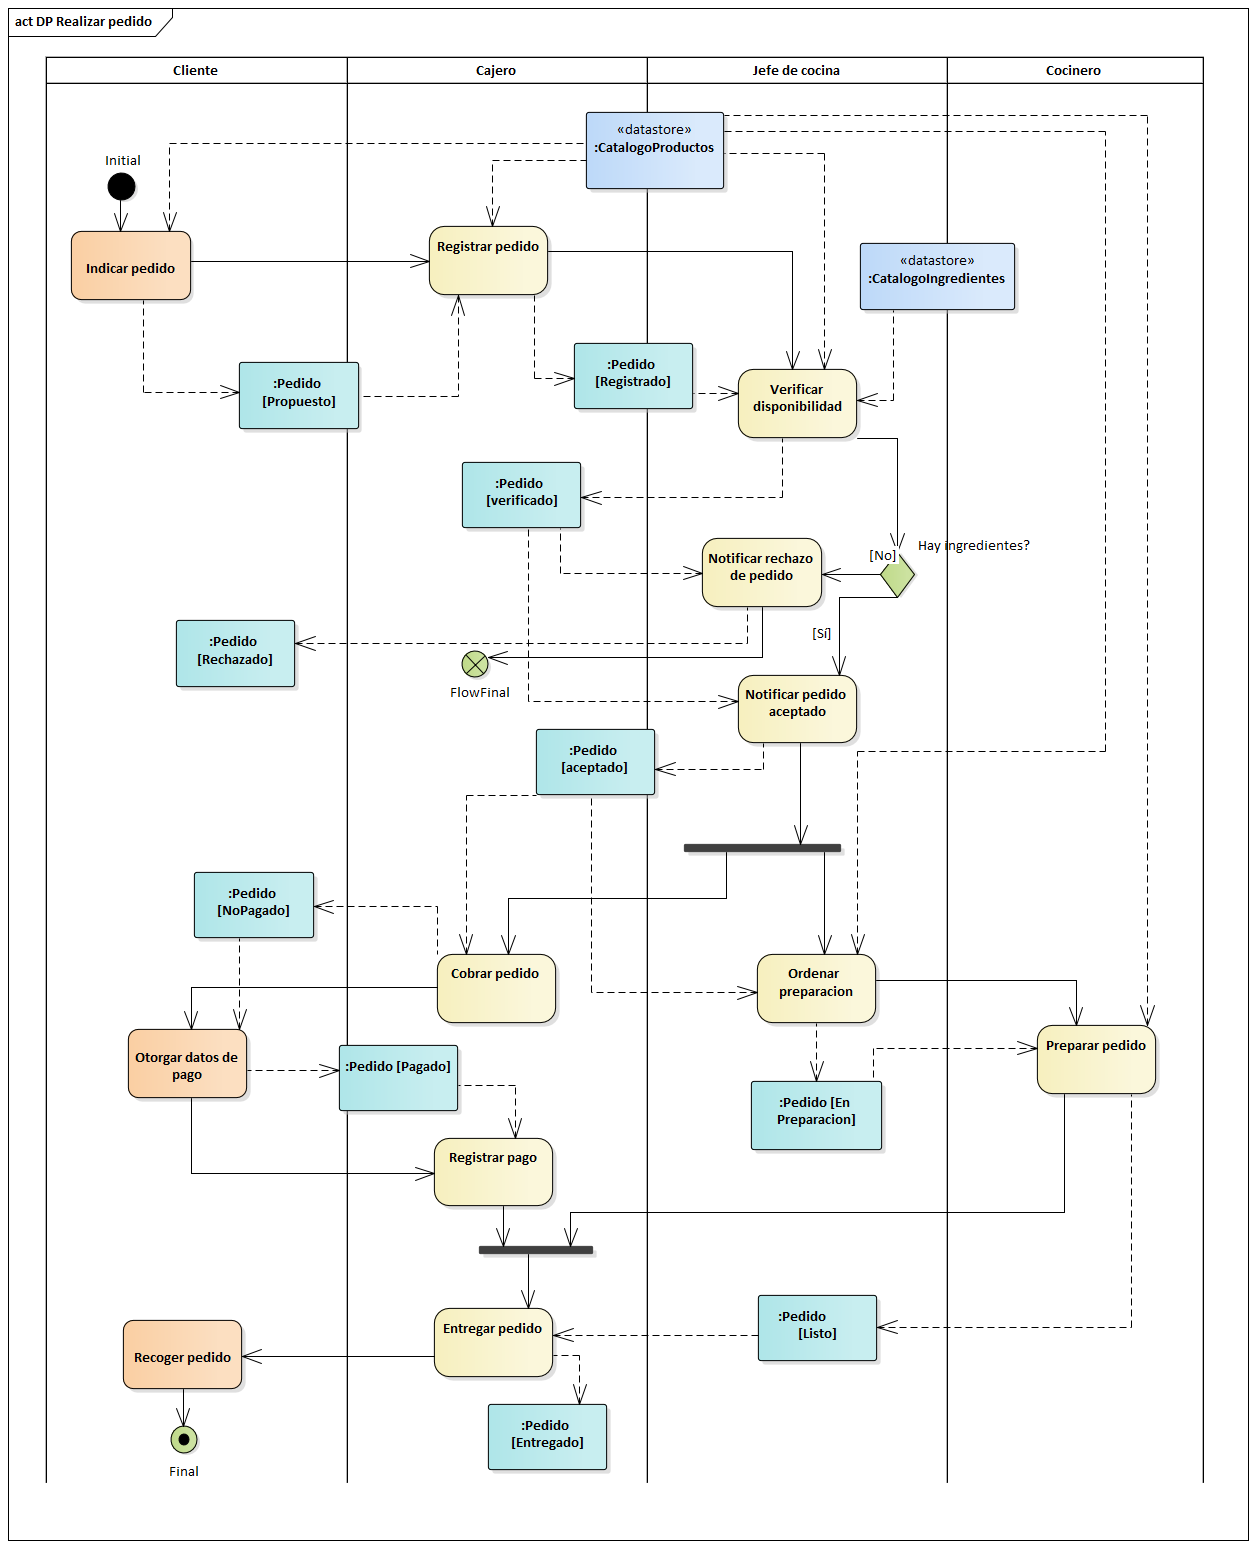 act DP Realizar pedido
Cliente
Cajero
Jefe de cocina
Cocinero
«datastore»
:CatalogoProductos
Initial
Indicar pedido
Registrar pedido
«datastore»
:CatalogoIngredientes
:Pedido
[Propuesto]
:Pedido
[Registrado]
Verificar
disponibilidad
:Pedido
[verificado]
Notificar rechazo
de pedido
[No]
Hay ingredientes?
:Pedido
[Rechazado]
[Sí]
FlowFinal
Notificar pedido
aceptado
:Pedido
[aceptado]
:Pedido
[NoPagado]
Cobrar pedido
Ordenar
preparacion
Otorgar datos de
pago
:Pedido [Pagado]
Preparar pedido
:Pedido [En
Preparacion]
Registrar pago
Entregar pedido
:Pedido
[Listo]
Recoger pedido
:Pedido
[Entregado]
Final